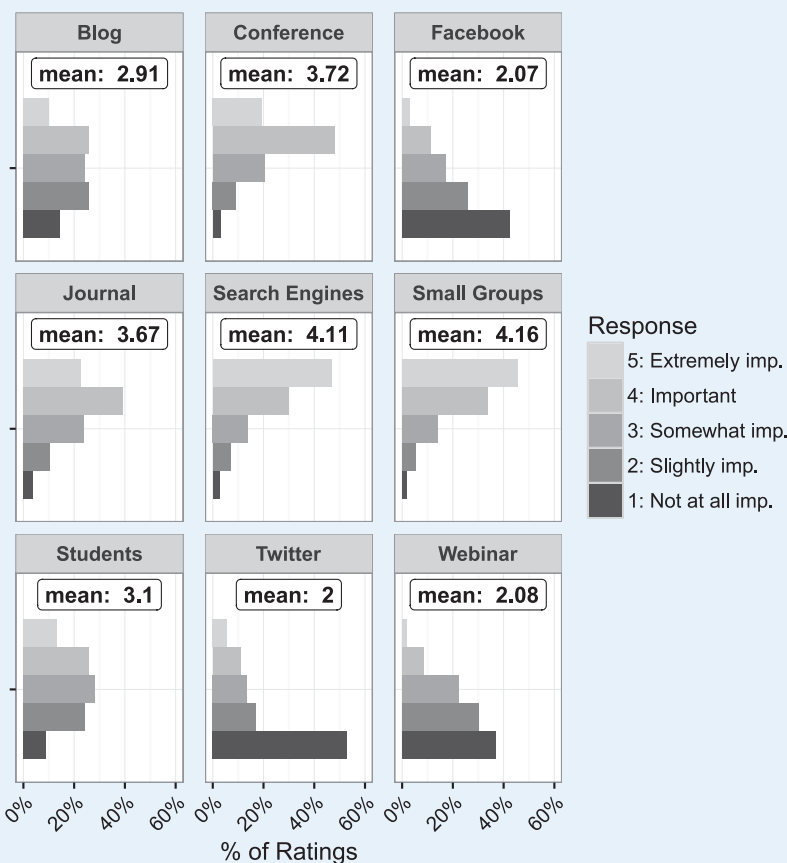 Blog
Conference
Facebook
mean: 2.91
mean: 3.72
mean: 2.07
Journal
Search Engines
Small Groups
mean: 3.67
mean: 4.11
mean: 4.16
Students
Twitter
Webinar
mean: 3.1
mean: 2
mean: 2.08
0%
20%
40%
60%
0%
20%
40%
60%
0%
20%
40%
60%
% of Ratings
Response
5: Extremely imp.
4: Important
3: Somewhat imp.
2: Slightly imp.
1: Not at all imp.